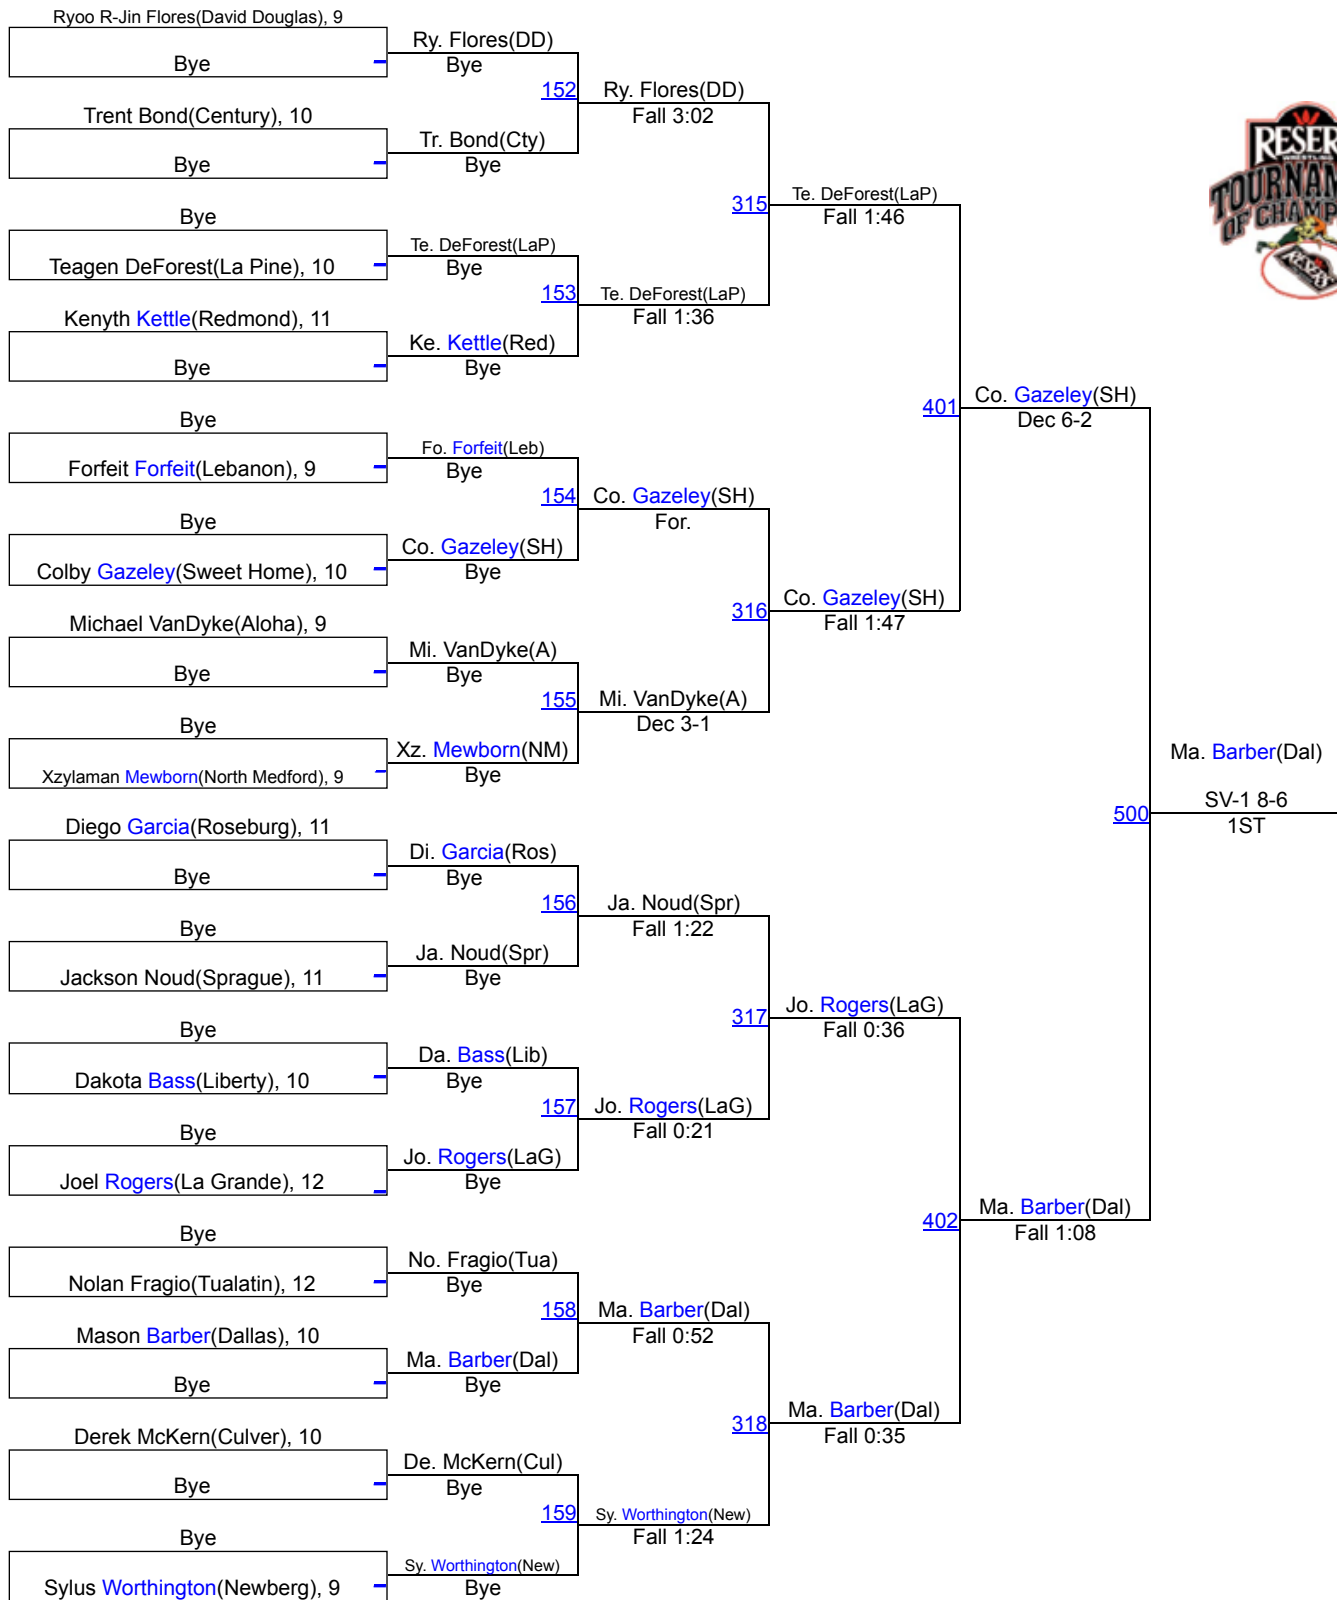 Ryoo R-Jin Flores(David Douglas), 9
Bye
Trent Bond(Century), 10
Bye
Bye
Teagen DeForest(La Pine), 10
Kenyth Kettle(Redmond), 11
Bye
Bye
Forfeit Forfeit(Lebanon), 9
Bye
Colby Gazeley(Sweet Home), 10
Michael VanDyke(Aloha), 9
Bye
Bye
Xzylaman Mewborn(North Medford), 9
Diego Garcia(Roseburg), 11
Bye
Bye
Jackson Noud(Sprague), 11
Bye
Dakota Bass(Liberty), 10
Bye
Joel Rogers(La Grande), 12
Bye
Nolan Fragio(Tualatin), 12
Mason Barber(Dallas), 10
Bye
Derek McKern(Culver), 10
Bye
Bye
Sylus Worthington(Newberg), 9
Ry. Flores(DD)
Bye
152
Tr. Bond(Cty)
Bye
Te. DeForest(LaP)
Bye
153
Ke. Kettle(Red)
Bye
Fo. Forfeit(Leb)
Bye
154
Co. Gazeley(SH)
Bye
Mi. VanDyke(A)
Bye
155
Xz. Mewborn(NM)
Bye
Di. Garcia(Ros)
Bye
156
Ja. Noud(Spr)
Bye
Da. Bass(Lib)
Bye
157
Jo. Rogers(LaG)
Bye
No. Fragio(Tua)
Bye
158
Ma. Barber(Dal)
Bye
De. McKern(Cul)
Bye
159
Sy. Worthington(New)
Bye
Ry. Flores(DD)
Fall 3:02
315
Te. DeForest(LaP)
Fall 1:36
Co. Gazeley(SH)
For.
316
Mi. VanDyke(A)
Dec 3-1
Ja. Noud(Spr)
Fall 1:22
317
Jo. Rogers(LaG)
Fall 0:21
Ma. Barber(Dal)
Fall 0:52
318
Sy. Worthington(New)
Fall 1:24
Te. DeForest(LaP)
Fall 1:46
401
Co. Gazeley(SH)
Fall 1:47
Jo. Rogers(LaG)
Fall 0:36
402
Ma. Barber(Dal)
Fall 0:35
Co. Gazeley(SH)
Dec 6-2
500
Ma. Barber(Dal)
Fall 1:08
Ma. Barber(Dal)
SV-1 8-6
1ST